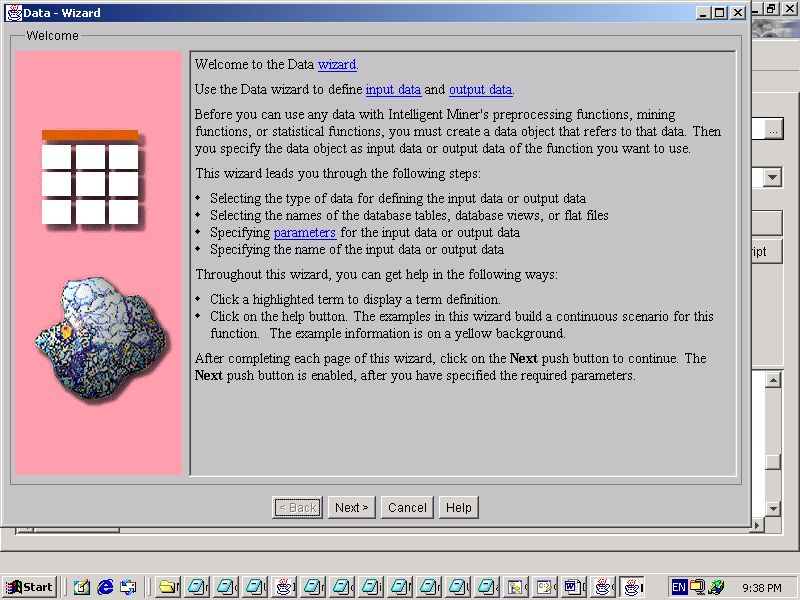 Data - Wizard
Welcome
Welcome to the Data wizard.
Use the Data wizard to define input data and output data.
Before you can use any data with Intelligent Miner's preprocessing functions, mining
functions, or statistical functions, you must create a data object that refers to that data. Then
you specify the data object as input data or output data of the function you want to use.
This wizard leads you through the following steps:
Selecting the type of data for defining the input data or output data
Selecting the names of the database tables, database views, or flat files
Specifying parameters for the input data or output data
Specifying the name of the input data or output data
Throughout this wizard, you can get help in the following ways:
Click a highlighted term to display a term definition.
Click on the help button. The examples in this wizard build a continuous scenario for this
function. The example information is on a yellow background.
After completing each page of this wizard, click on the Next push button to continue. The
Next push button is enabled, after you have specified the required parameters.
...
ipt
< Back Next > Cancel Help
Start EN 9:38 PM